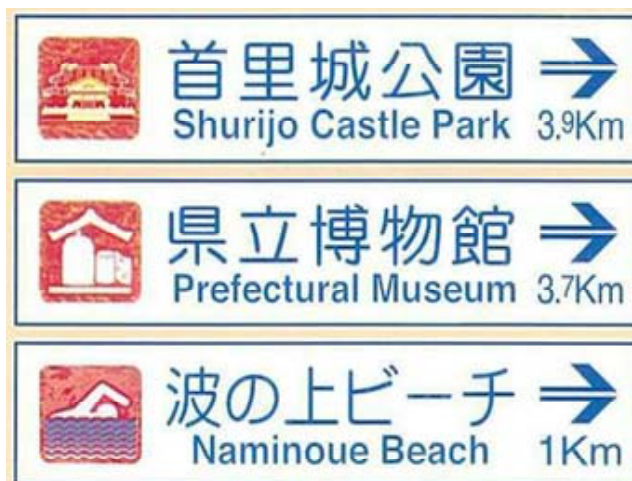 首里城公園 →
Shurijo Castle Park 3.9Km
県立博物館 →
Prefectural Museum 3.7Km
波の上ビーチ →
Naminoue Beach 1Km